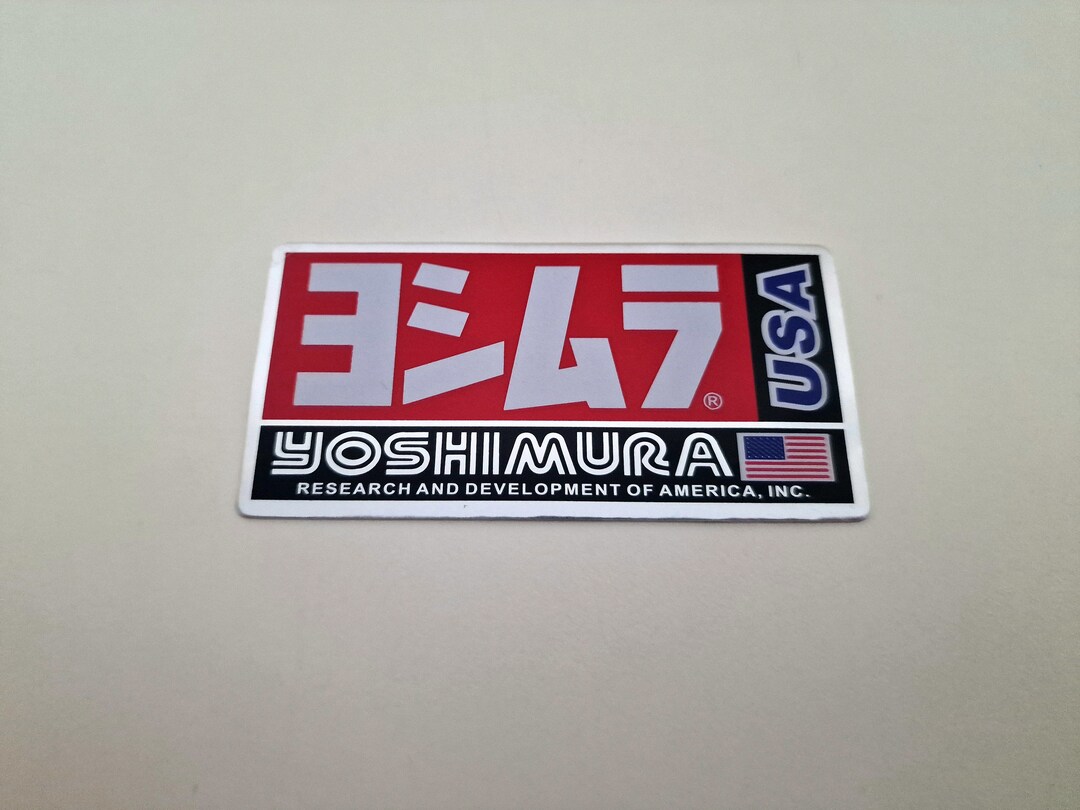 ヨシムラ®
USA
YOSHIMURA
RESEARCH AND DEVELOPMENT OF AMERICA, INC.